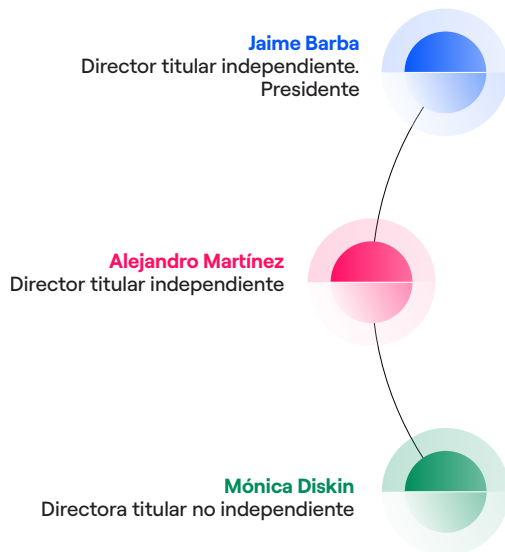 Jaime Barba
Director titular independiente.
Presidente
Alejandro Martínez
Director titular independiente
Mónica Diskin
Directora titular no independiente